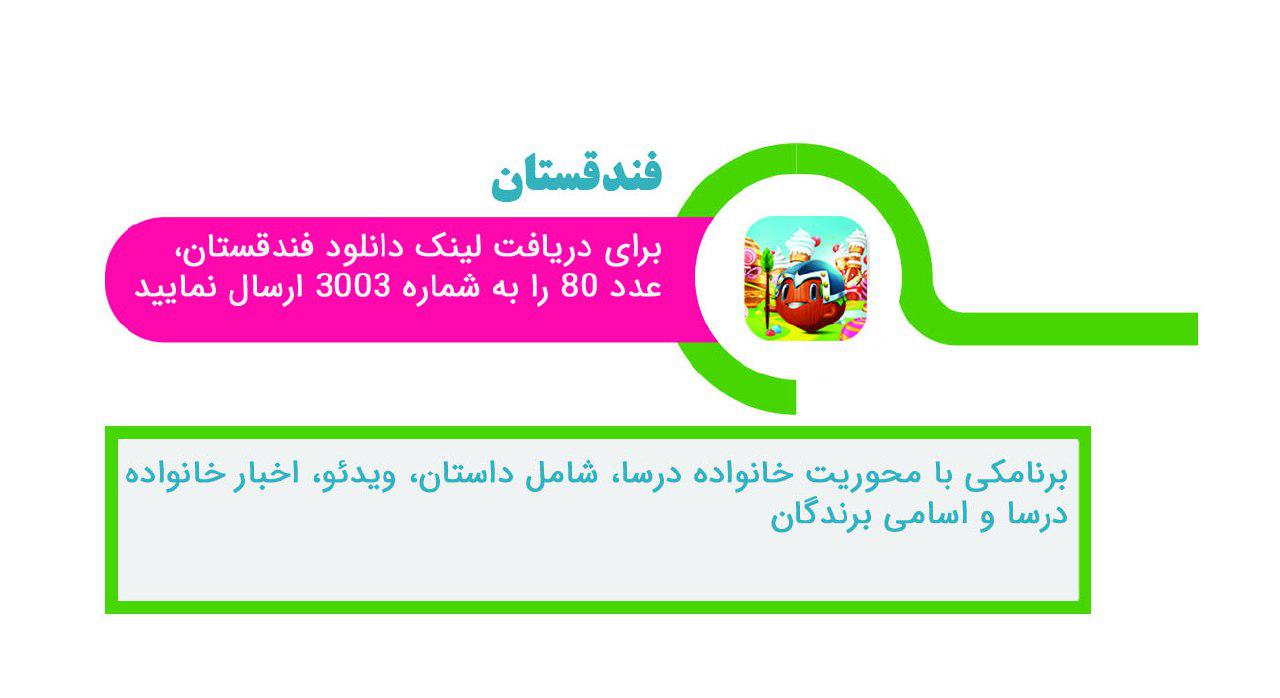 فندقستان
برای دریافت لینک دانلود فندقستان،
عدد 80 را به شماره 3003 ارسال نمایید
برنامکی با محوریت خانواده درسا، شامل داستان، ویدئو، اخبار خانواده
درسا و اسامی برندگان